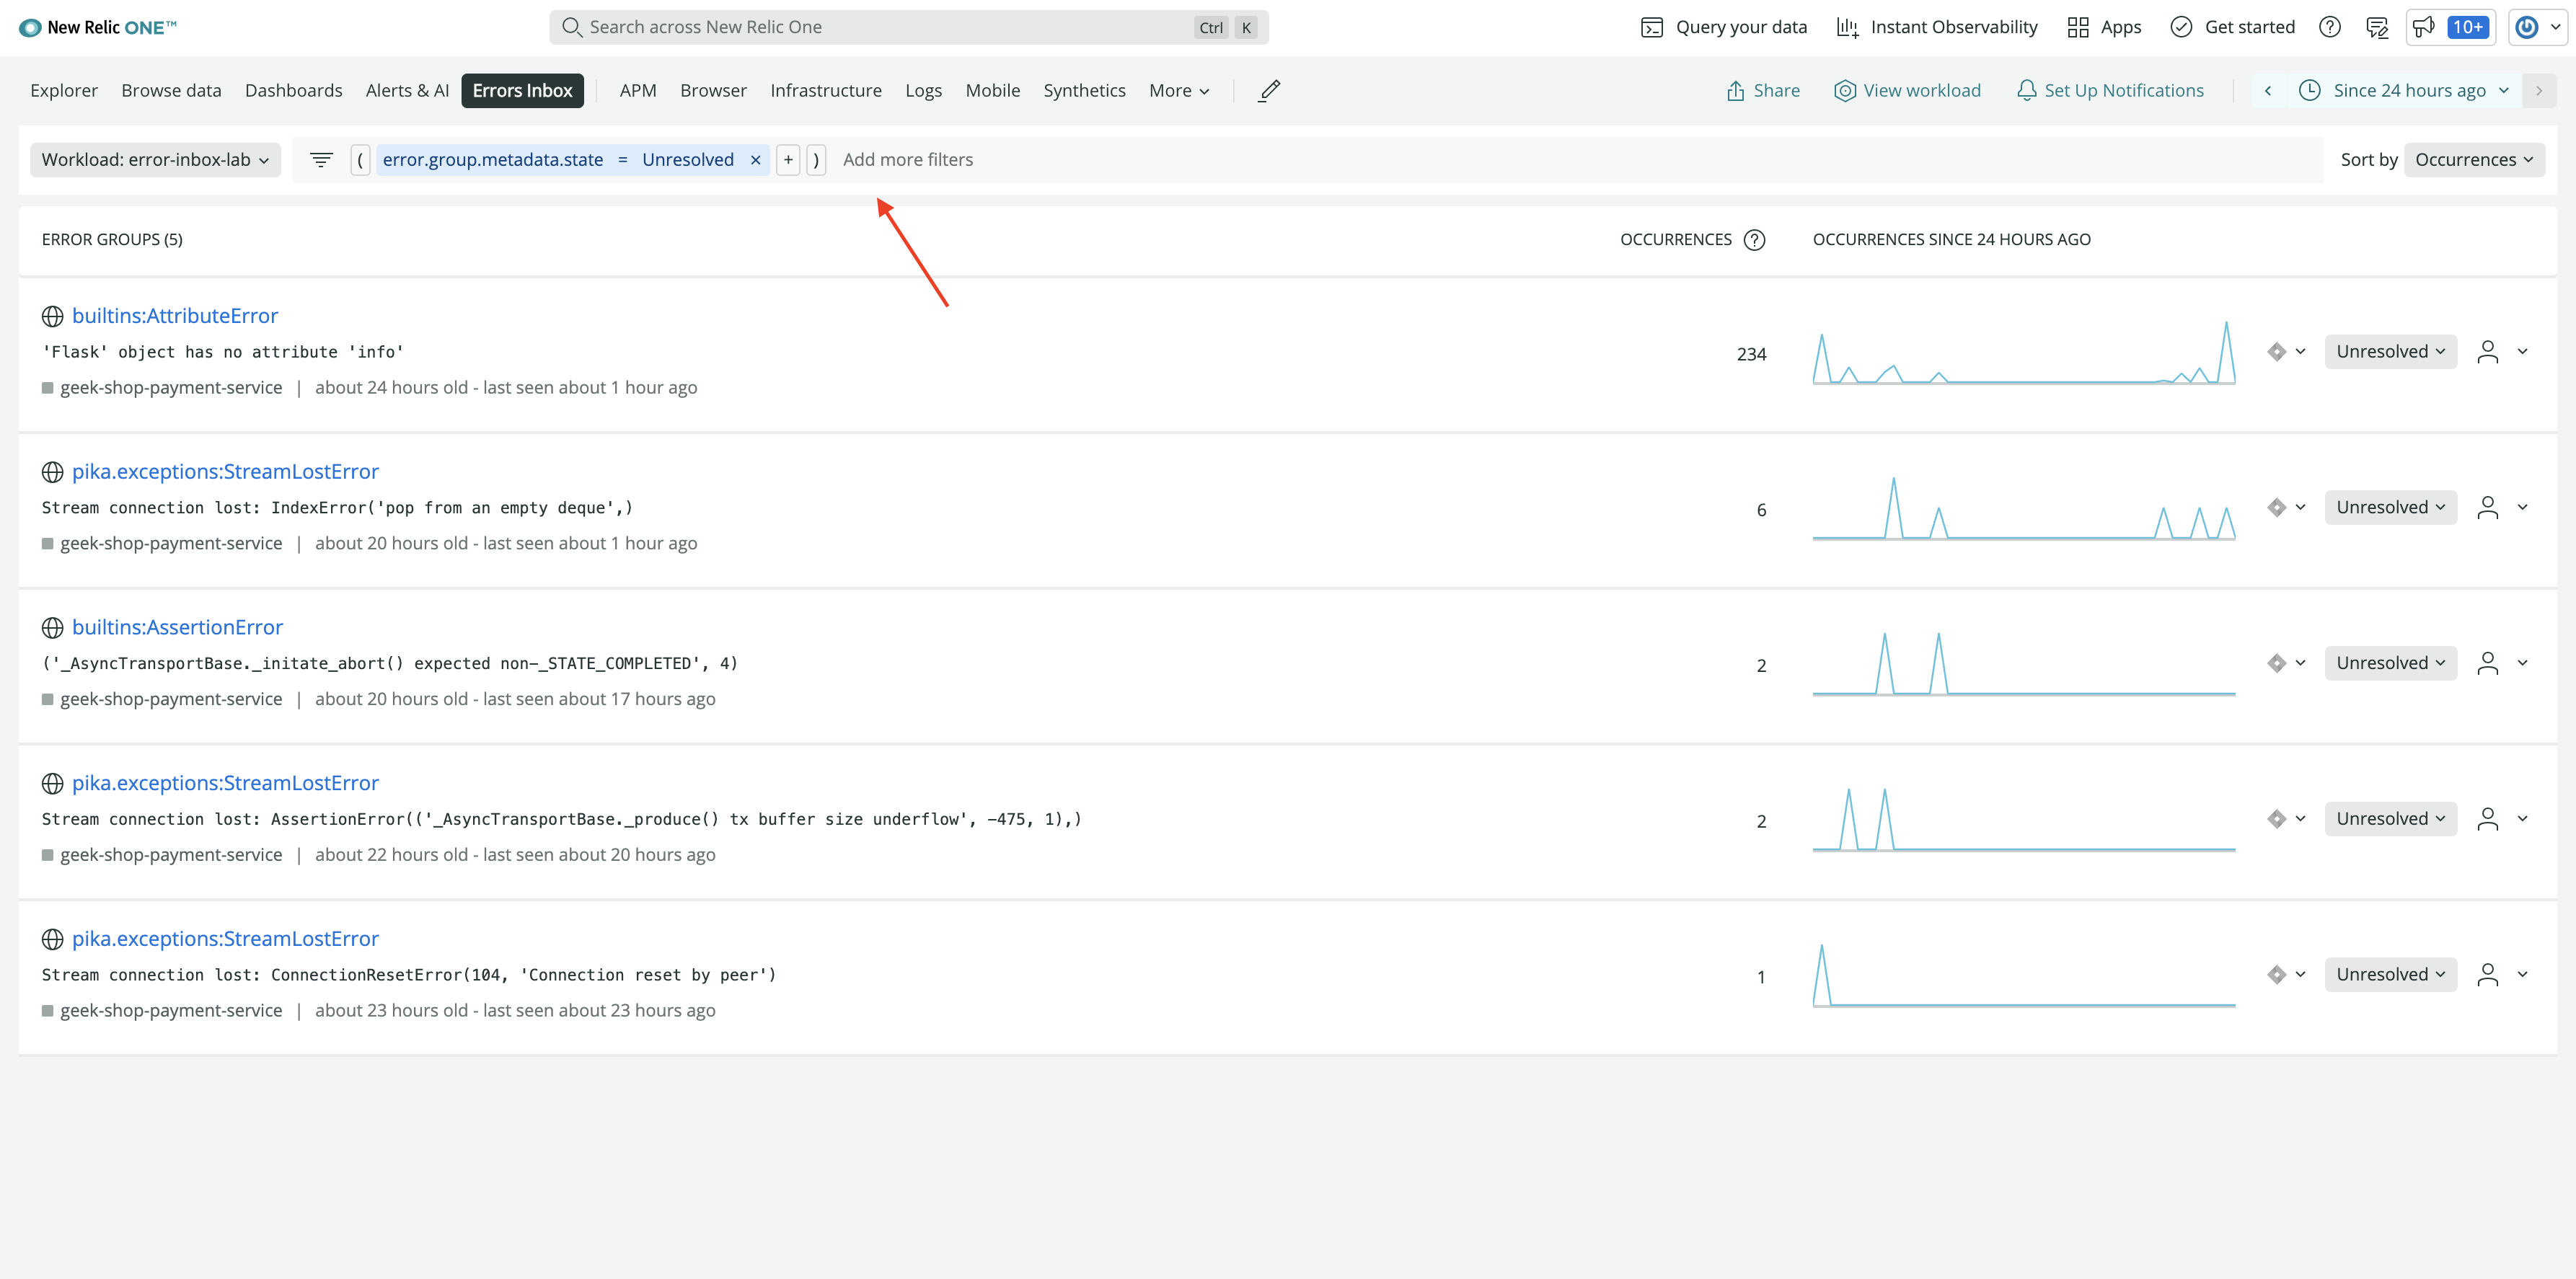 New Relic ONE™ Search across New Relic One Ctrl K Query your data Instant Observability Apps Get started 10+
Explorer Browse data Dashboards Alerts & AI Errors Inbox APM Browser Infrastructure Logs Mobile Synthetics More Share View workload Set Up Notifications Since 24 hours ago
Workload: error-inbox-lab ( error.group.metadata.state = Unresolved × + ) Add more filters Sort by Occurrences
ERROR GROUPS (5) OCCURRENCES ? OCCURRENCES SINCE 24 HOURS AGO
builtins:AttributeError
'Flask' object has no attribute 'info' 234 Unresolved
geek-shop-payment-service | about 24 hours old - last seen about 1 hour ago
pika.exceptions:StreamLostError
Stream connection lost: IndexError('pop from an empty deque',) 6 Unresolved
geek-shop-payment-service | about 20 hours old - last seen about 1 hour ago
builtins:AssertionError
('_AsyncTransportBase._initate_abort() expected non-_STATE_COMPLETED', 4) 2 Unresolved
geek-shop-payment-service | about 20 hours old - last seen about 17 hours ago
pika.exceptions:StreamLostError
Stream connection lost: AssertionError(('_AsyncTransportBase._produce() tx buffer size underflow', -475, 1),) 2 Unresolved
geek-shop-payment-service | about 22 hours old - last seen about 20 hours ago
pika.exceptions:StreamLostError
Stream connection lost: ConnectionResetError(104, 'Connection reset by peer') 1 Unresolved
geek-shop-payment-service | about 23 hours old - last seen about 23 hours ago